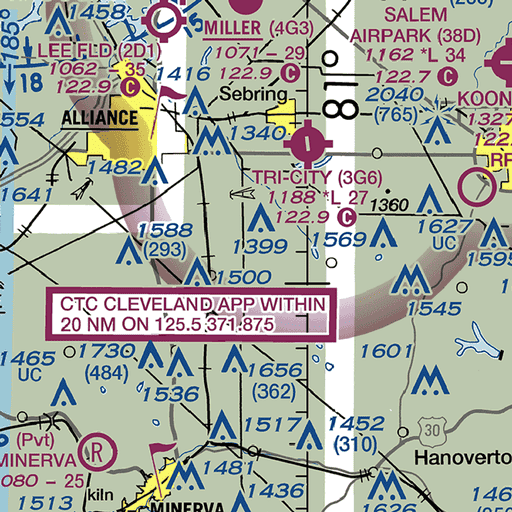 1458
185°
MILLER (4G3)
1071 - 29
122.9 C
SALEM
AIRPARK (38D)
1162 *L 34
122.7 C
LEE FLD (2D1)
1062 - 35
122.9 C
18
1416
Sebring
81°
2040
(765)
KOON
1327
122.
554
ALLIANCE
1340
1482
TRI-CITY (3G6)
1188 *L 27
122.9 C
1360
1641
1588
(293)
1399
1569
1627
UC
1595
1500
CTC CLEVELAND APP WITHIN
20 NM ON 125.5 371.875
1545
1465
UC
1730
(484)
1536
1656
(362)
1601
1517
1452
(310)
30
(Pvt)
MINERVA
080 - 25
R
Hanoverto
1481
1513
kiln
MINERVA
1436
1626
146